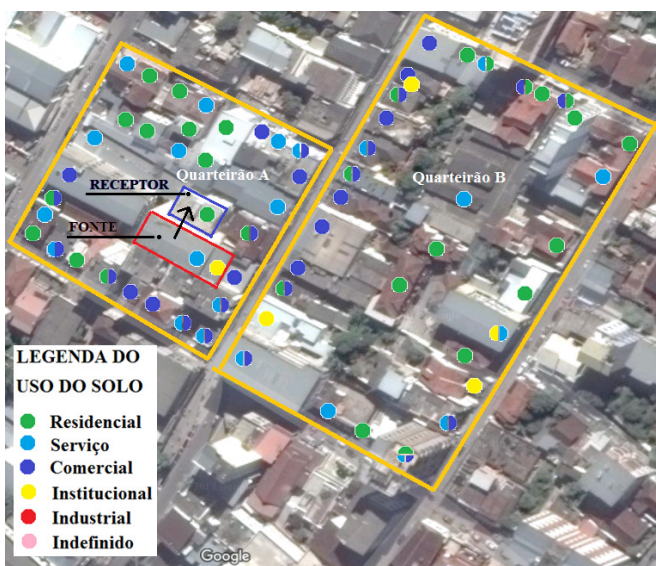 Quarteirão A
Quarteirão B
RECEPTOR
FONTE
LEGENDA DO
USO DO SOLO
Residencial
Serviço
Comercial
Institucional
Industrial
Indefinido
Google